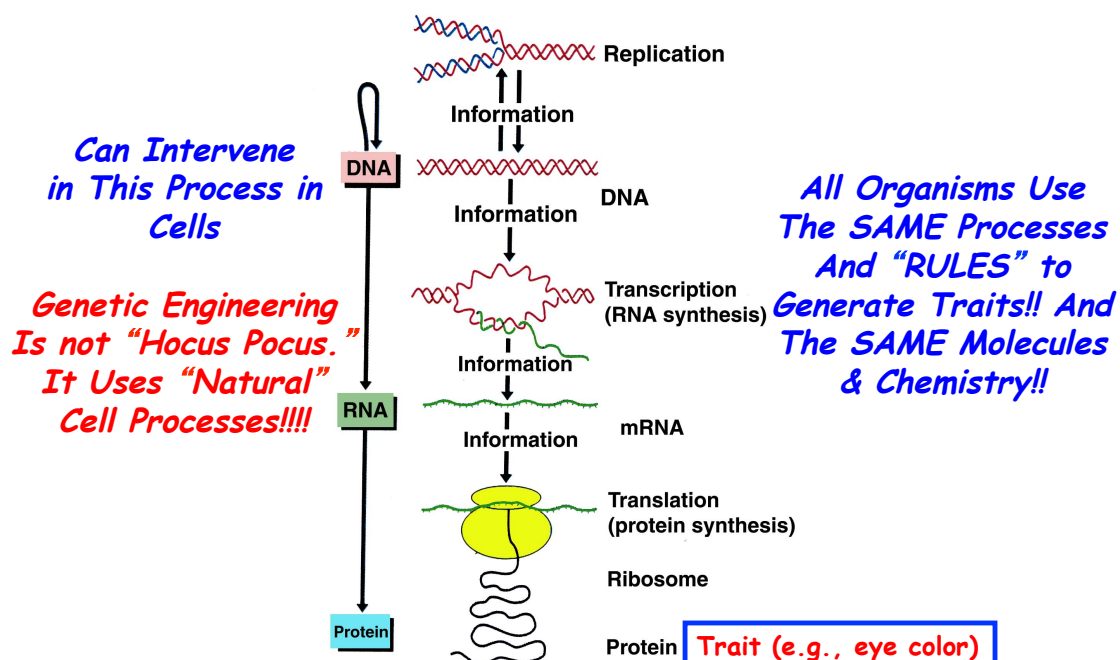 Replication
Information
Can Intervene
in This Process in
Cells
DNA
DNA
Information
All Organisms Use
The SAME Processes
And “RULES” to
Generate Traits!! And
The SAME Molecules
& Chemistry!!
Genetic Engineering
Is not “Hocus Pocus.”
It Uses “Natural”
Cell Processes!!!!
Transcription
(RNA synthesis)
Information
RNA
mRNA
Information
Translation
(protein synthesis)
Ribosome
Protein
Protein
Trait (e.g., eye color)